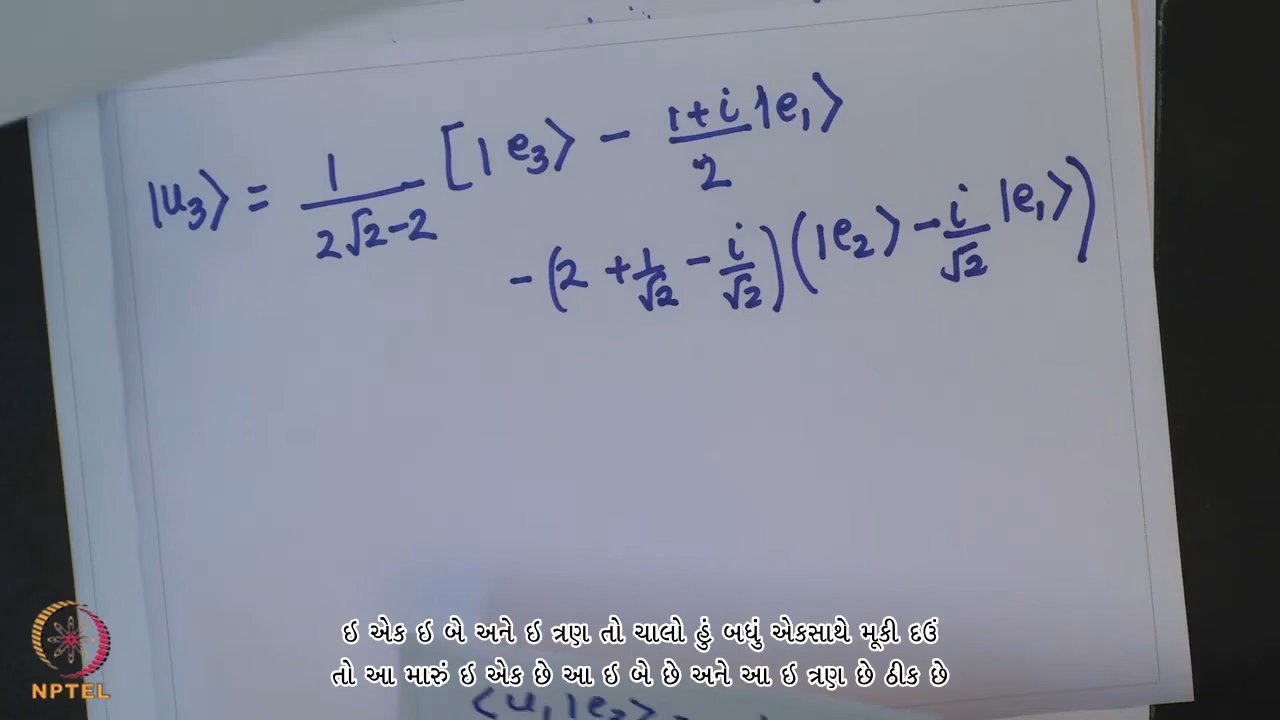 |u₃⟩ = 1/(2√2-2) [|e₃⟩ - (1+i)/2 |e₁⟩
- (2 + 1/√2 - i/√2) (|e₂⟩ - i/√2 |e₁⟩)
ઇ એક ઇ બે અને ઇ ત્રણ તો ચાલો હું બધું એકસાથે મૂકી દઉં
તો આ મારું ઇ એક છે આ ઇ બે છે અને આ ઇ ત્રણ છે ઠીક છે
NPTEL